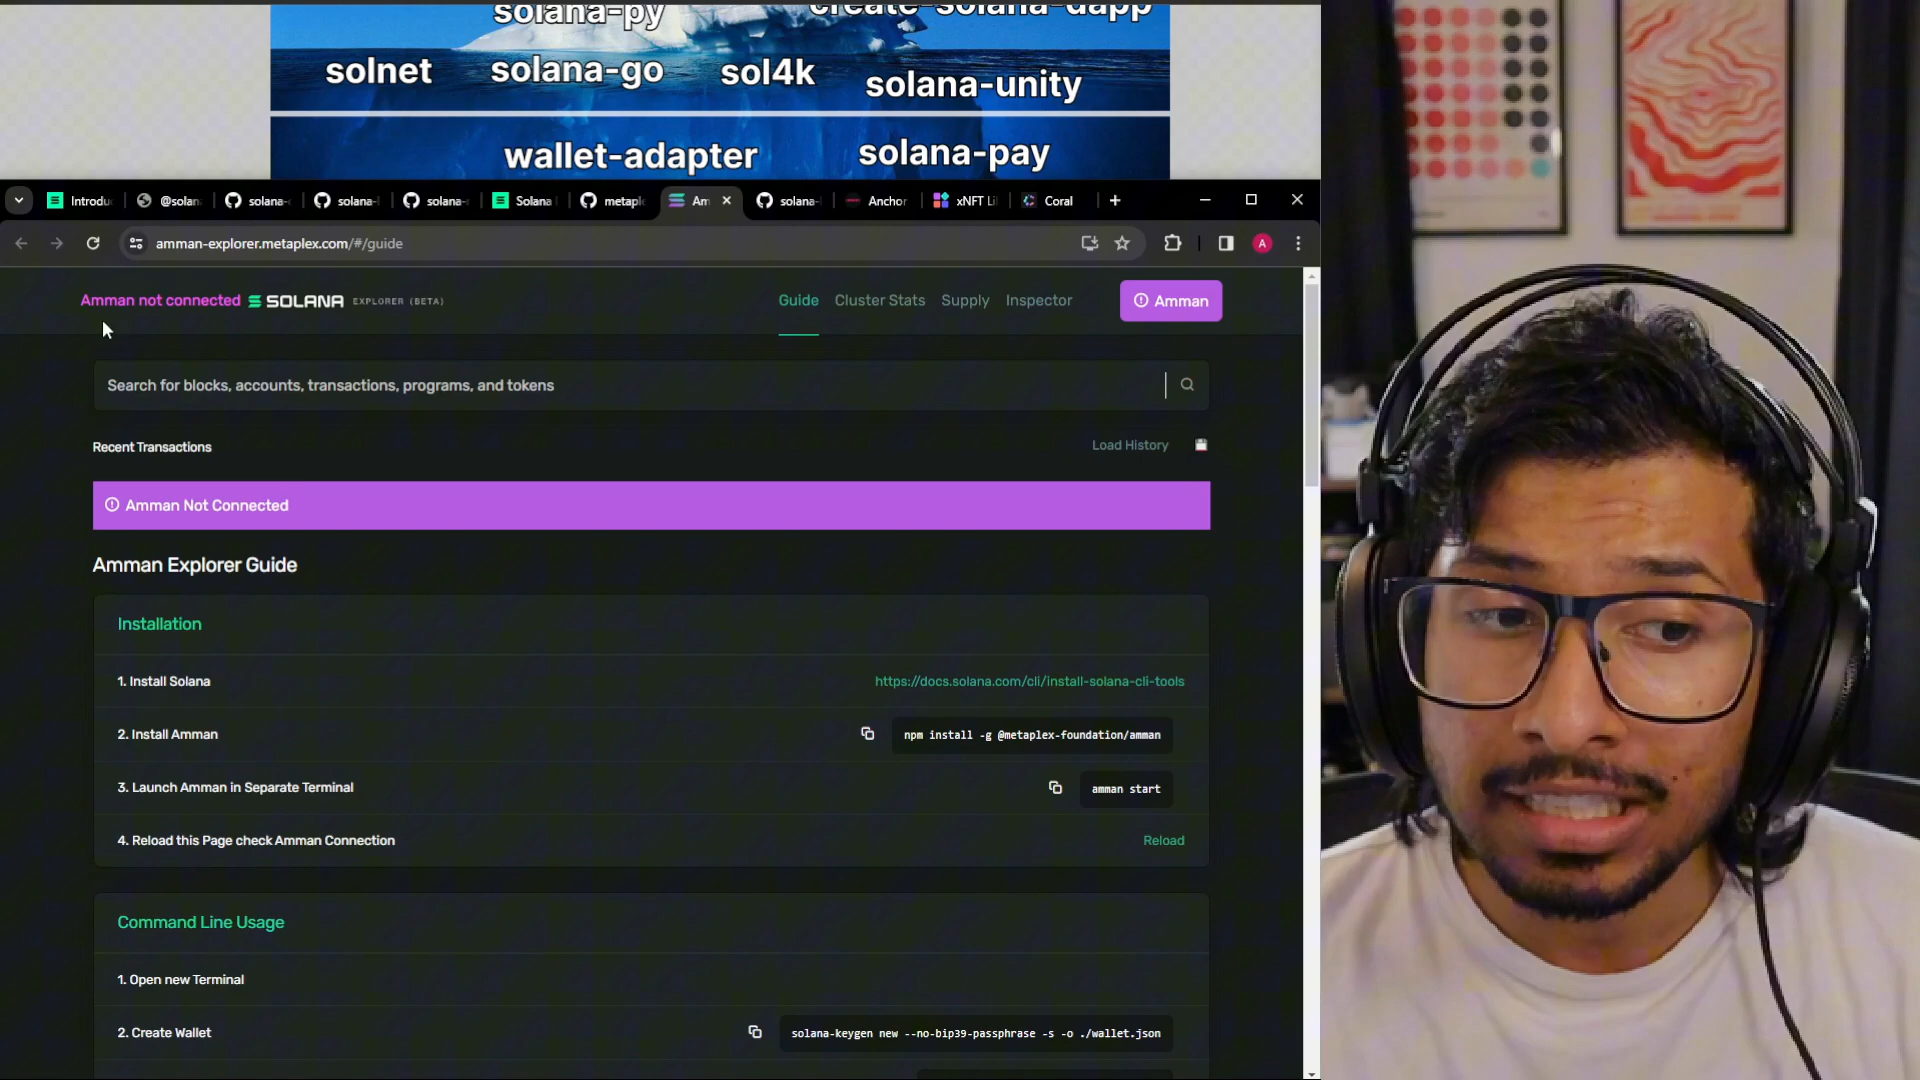 solana-py
create-solana-dapp
solnet
solana-go
sol4k
solana-unity
wallet-adapter
solana-pay
Introdu
@solan
solana-
solana-
solana-
Solana
metapl
Am
solana-
Anchor
xNFT Li
Coral
amman-explorer.metaplex.com/#/guide
A
Amman not connected
SOLANA
EXPLORER (BETA)
Guide
Cluster Stats
Supply
Inspector
Amman
Search for blocks, accounts, transactions, programs, and tokens
Recent Transactions
Load History
Amman Not Connected
Amman Explorer Guide
Installation
1. Install Solana
https://docs.solana.com/cli/install-solana-cli-tools
2. Install Amman
npm install -g @metaplex-foundation/amman
3. Launch Amman in Separate Terminal
amman start
4. Reload this Page check Amman Connection
Reload
Command Line Usage
1. Open new Terminal
2. Create Wallet
solana-keygen new --no-bip39-passphrase -s -o ./wallet.json